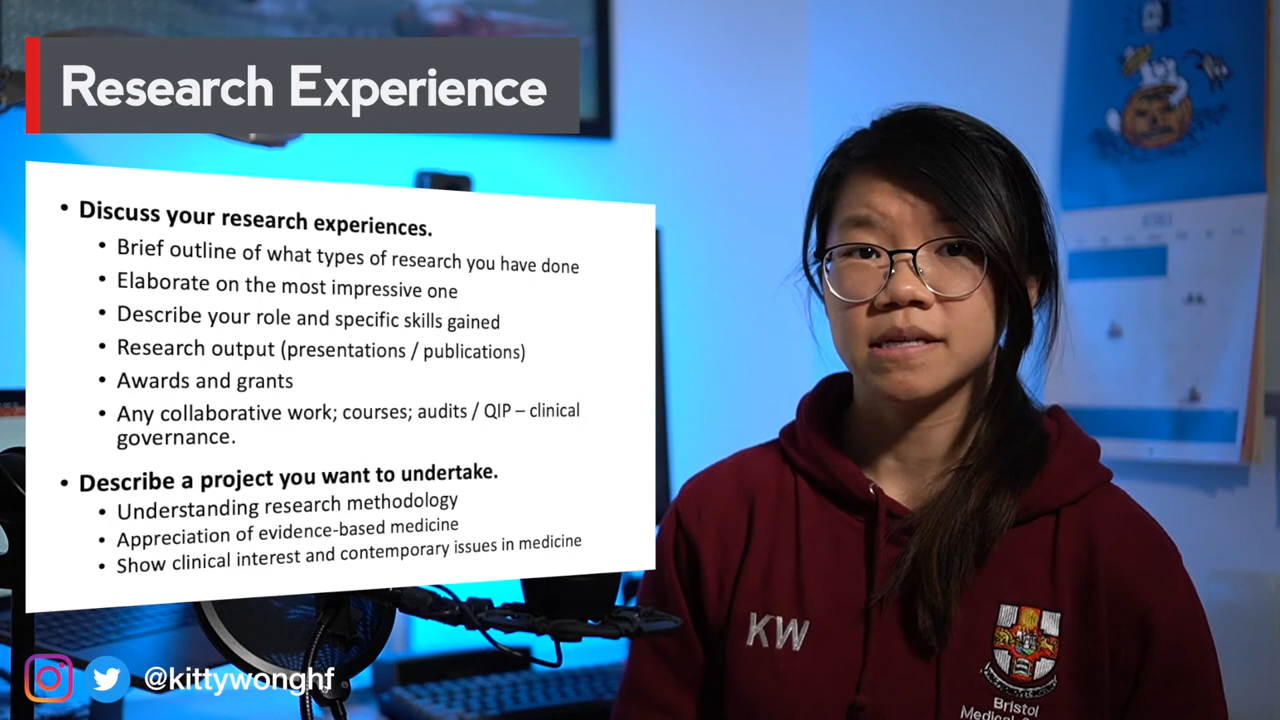 Research Experience
• Discuss your research experiences.
• Brief outline of what types of research you have done
• Elaborate on the most impressive one
• Describe your role and specific skills gained
• Research output (presentations / publications)
• Awards and grants
• Any collaborative work; courses; audits / QIP – clinical
governance.
• Describe a project you want to undertake.
• Understanding research methodology
• Appreciation of evidence-based medicine
• Show clinical interest and contemporary issues in medicine
KW
Bristol
Medical
@kittywonghf